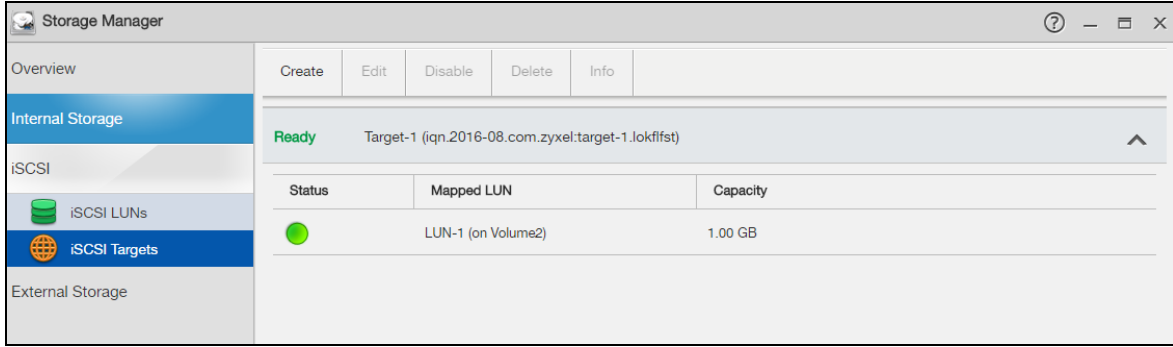 Storage Manager
Overview
Internal Storage
iSCSI
iSCSI LUNs
iSCSI Targets
External Storage
Create Edit Disable Delete Info
Ready Target-1 (iqn.2016-08.com.zyxel:target-1.lokflfst)
Status Mapped LUN Capacity
LUN-1 (on Volume2) 1.00 GB